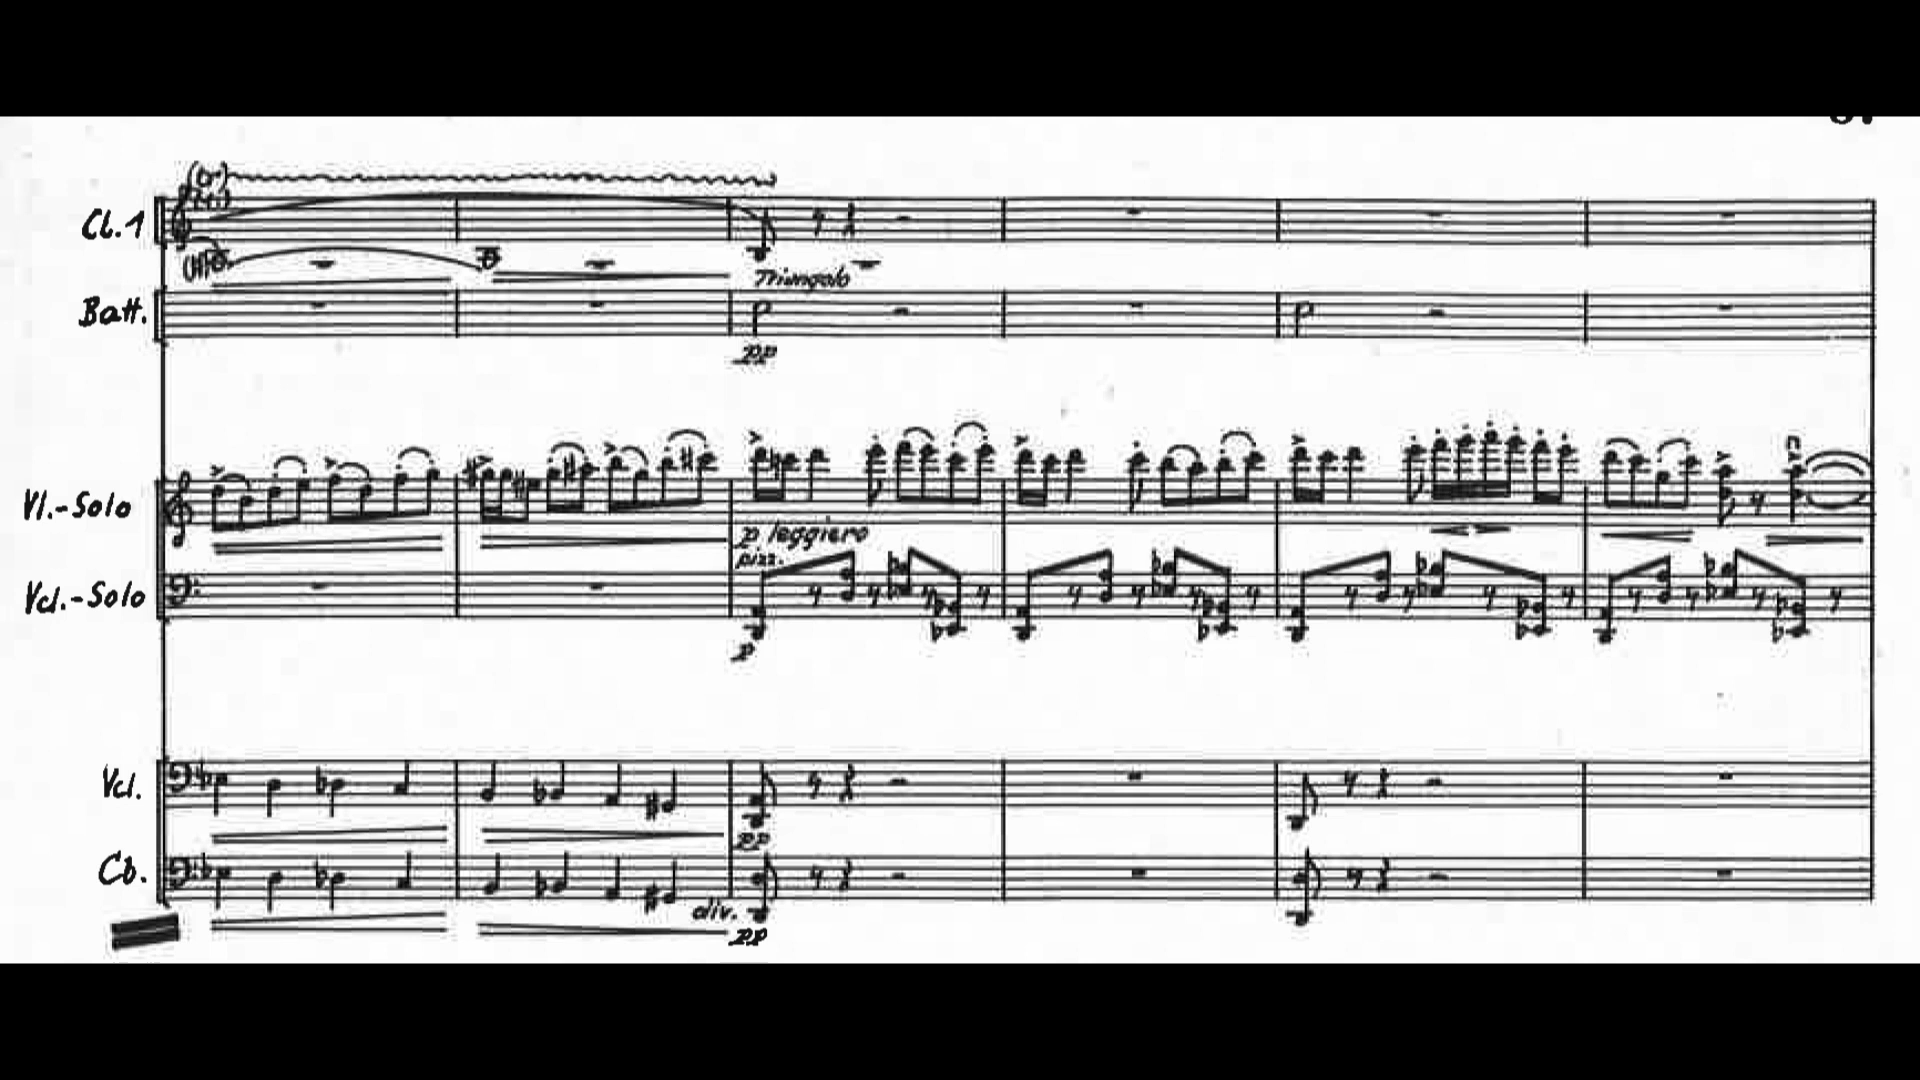 Cl. 1
Triangolo
Batt.
pp
Vl.-Solo
p leggiero
pizz.
Vcl.-Solo
p
Vcl.
pp
Cb.
div.
pp